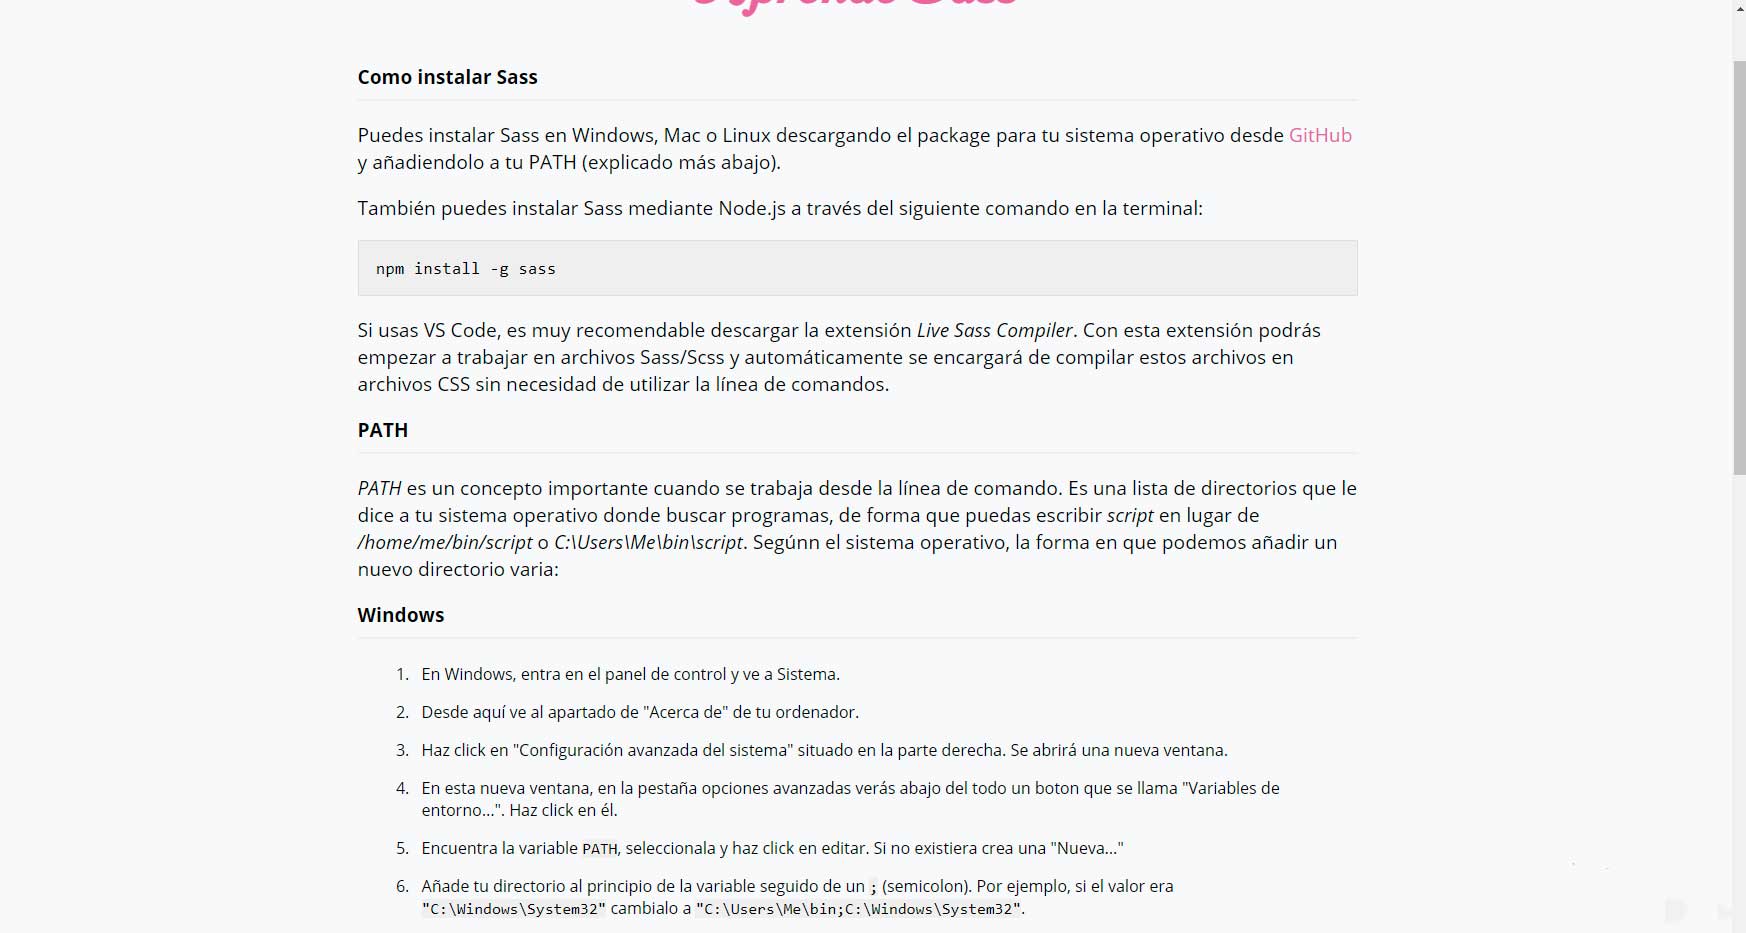 Aprende Sass
Como instalar Sass
Puedes instalar Sass en Windows, Mac o Linux descargando el package para tu sistema operativo desde GitHub
y añadiendolo a tu PATH (explicado más abajo).
También puedes instalar Sass mediante Node.js a través del siguiente comando en la terminal:
npm install -g sass
Si usas VS Code, es muy recomendable descargar la extensión Live Sass Compiler. Con esta extensión podrás
empezar a trabajar en archivos Sass/Scss y automáticamente se encargará de compilar estos archivos en
archivos CSS sin necesidad de utilizar la línea de comandos.
PATH
PATH es un concepto importante cuando se trabaja desde la línea de comando. Es una lista de directorios que le
dice a tu sistema operativo donde buscar programas, de forma que puedas escribir script en lugar de
/home/me/bin/script o C:\Users\Me\bin\script. Segúnn el sistema operativo, la forma en que podemos añadir un
nuevo directorio varia:
Windows
1. En Windows, entra en el panel de control y ve a Sistema.
2. Desde aquí ve al apartado de "Acerca de" de tu ordenador.
3. Haz click en "Configuración avanzada del sistema" situado en la parte derecha. Se abrirá una nueva ventana.
4. En esta nueva ventana, en la pestaña opciones avanzadas verás abajo del todo un boton que se llama "Variables de
entorno...". Haz click en él.
5. Encuentra la variable PATH, seleccionala y haz click en editar. Si no existiera crea una "Nueva..."
6. Añade tu directorio al principio de la variable seguido de un ; (semicolon). Por ejemplo, si el valor era
"C:\Windows\System32" cambialo a "C:\Users\Me\bin;C:\Windows\System32".